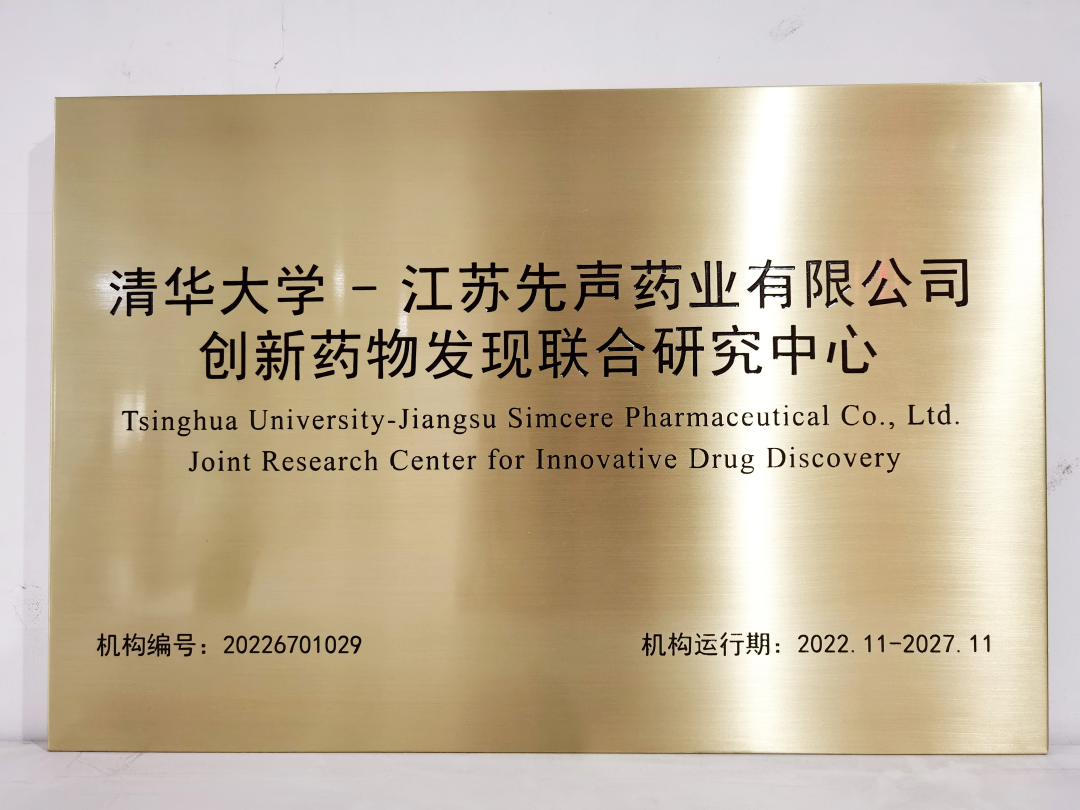 清华大学 - 江苏先声药业有限公司
创新药物发现联合研究中心
Tsinghua University-Jiangsu Simcere Pharmaceutical Co., Ltd.
Joint Research Center for Innovative Drug Discovery
机构编号：20226701029
机构运行期：2022.11-2027.11